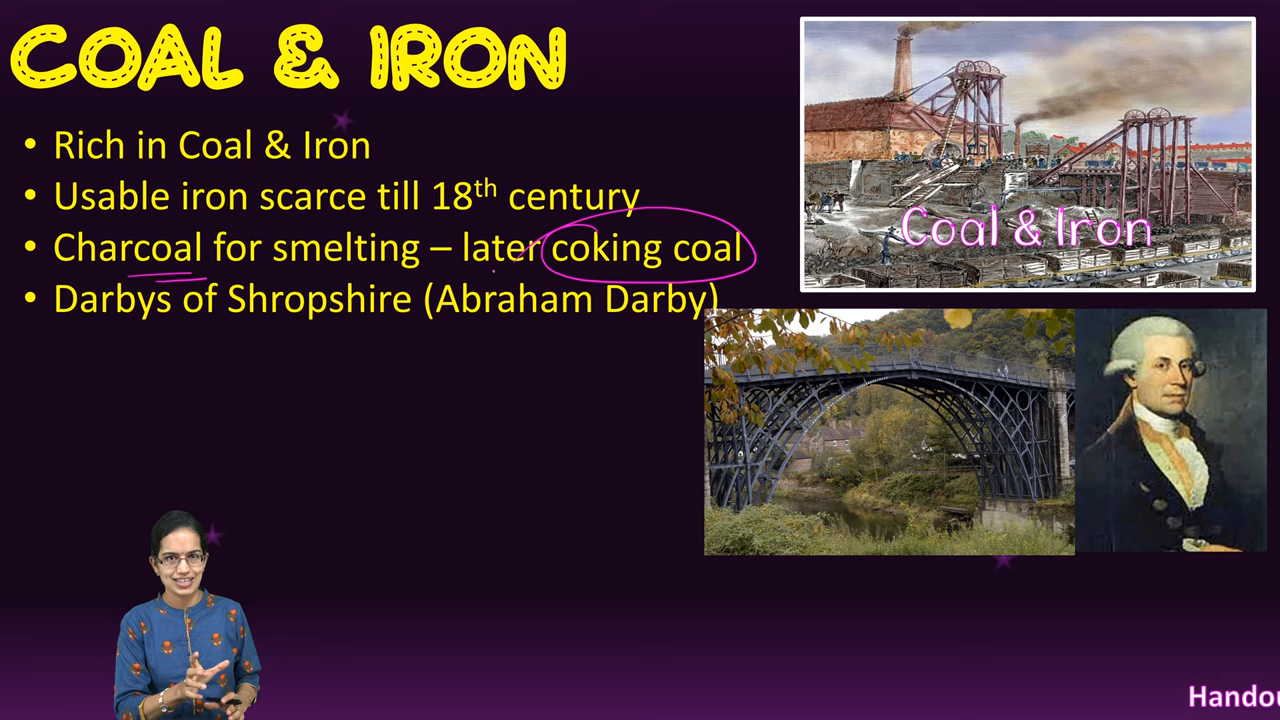 COAL & IRON
• Rich in Coal & Iron
• Usable iron scarce till 18th century
• Charcoal for smelting – later coking coal
• Darbys of Shropshire (Abraham Darby)
Coal & Iron